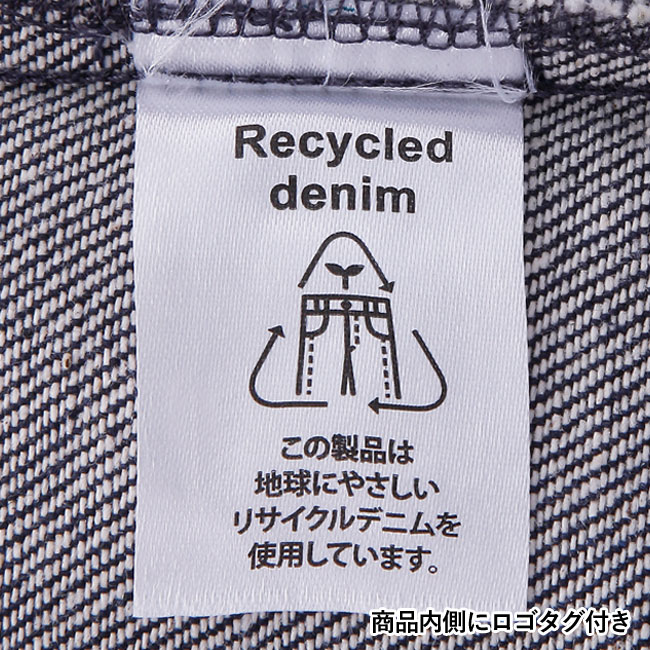 Recycled
denim
この製品は
地球にやさしい
リサイクルデニムを
使用しています。
商品内側にロゴタグ付き